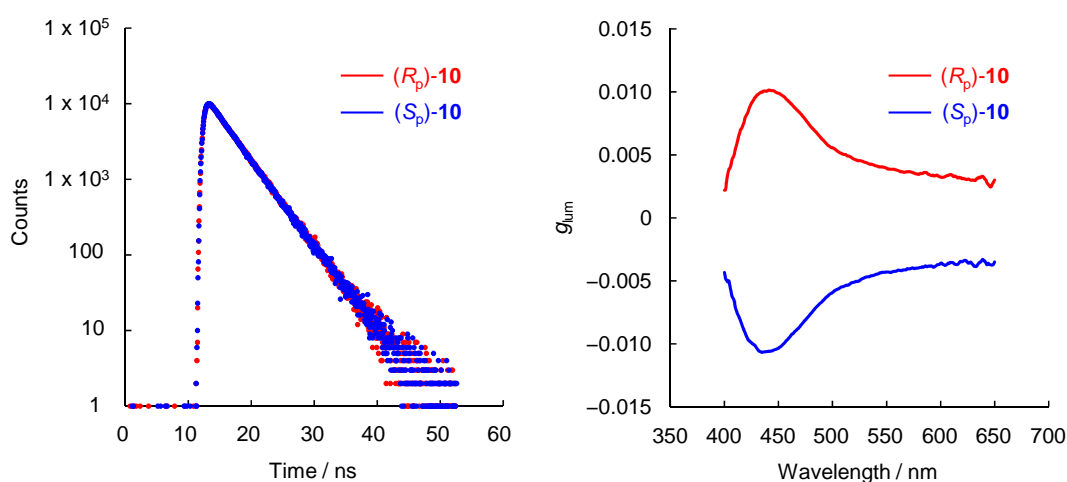 1 x 10⁵
1 x 10⁴
1 x 10³
100
10
1
Counts
0 10 20 30 40 50 60
Time / ns
(Rₚ)-10
(Sₚ)-10
0.015
0.010
0.005
0
−0.005
−0.010
−0.015
g_lum
350 400 450 500 550 600 650 700
Wavelength / nm
(Rₚ)-10
(Sₚ)-10